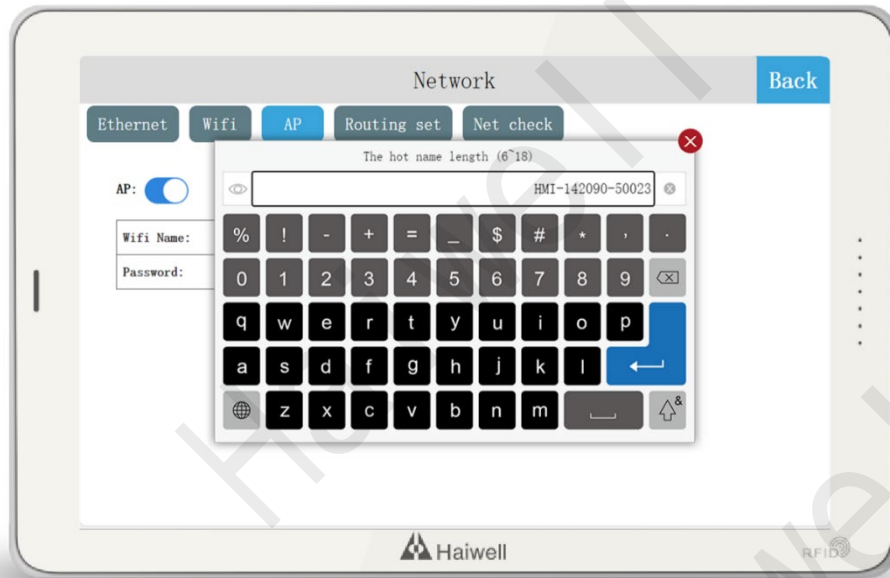 Network
Back
Ethernet Wifi AP Routing set Net check
The hot name length (6~18)
AP:
HMI-142090-50023
Wifi Name:
% ! - + = _ $ # * , .
Password:
0 1 2 3 4 5 6 7 8 9
q w e r t y u i o p
a s d f g h j k l
z x c v b n m &
Haiwell
RFID
Haiwell